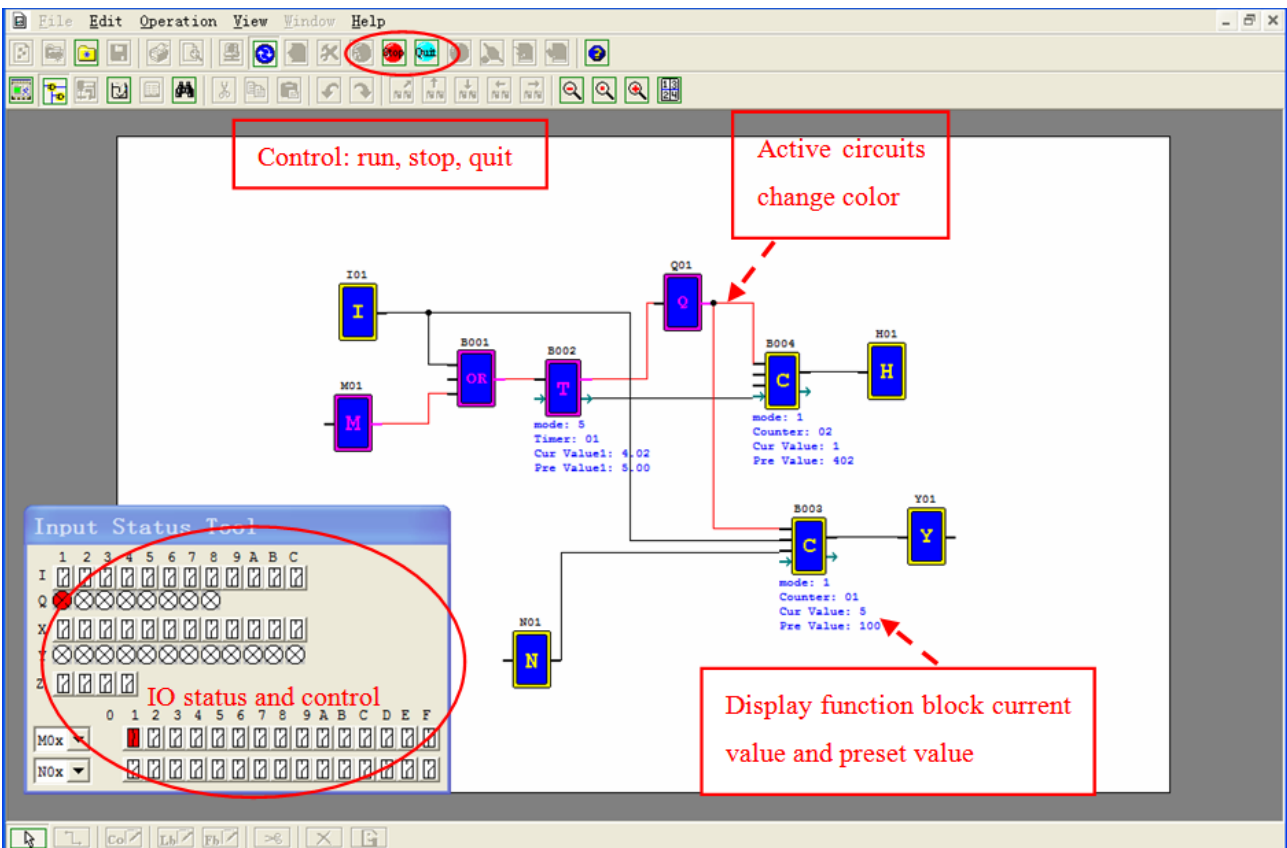 File Edit Operation View Window Help
Stop Quit
Control: run, stop, quit
Active circuits
change color
Q01
Q
I01
I
B001
OR
B002
T
mode: 5
Timer: 01
Cur Value1: 4.02
Pre Value1: 5.00
M01
M
B004
C
mode: 1
Counter: 02
Cur Value: 1
Pre Value: 402
H01
H
B003
C
mode: 1
Counter: 01
Cur Value: 5
Pre Value: 100
Y01
Y
N01
N
Input Status Tool
1 2 3 4 5 6 7 8 9 A B C
I
Q
X
Y
Z
IO status and control
0 1 2 3 4 5 6 7 8 9 A B C D E F
M0x
N0x
Display function block current
value and preset value
Co Lb Fb